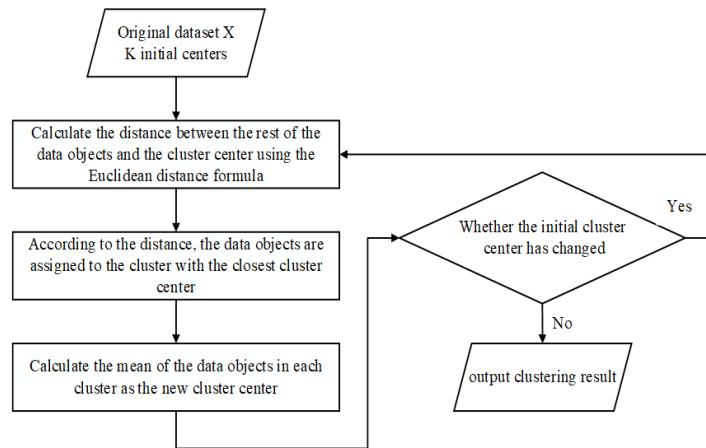 Original dataset X
K initial centers
Calculate the distance between the rest of the
data objects and the cluster center using the
Euclidean distance formula
According to the distance, the data objects are
assigned to the cluster with the closest cluster
center
Calculate the mean of the data objects in each
cluster as the new cluster center
Whether the initial cluster
center has changed
Yes
No
output clustering result